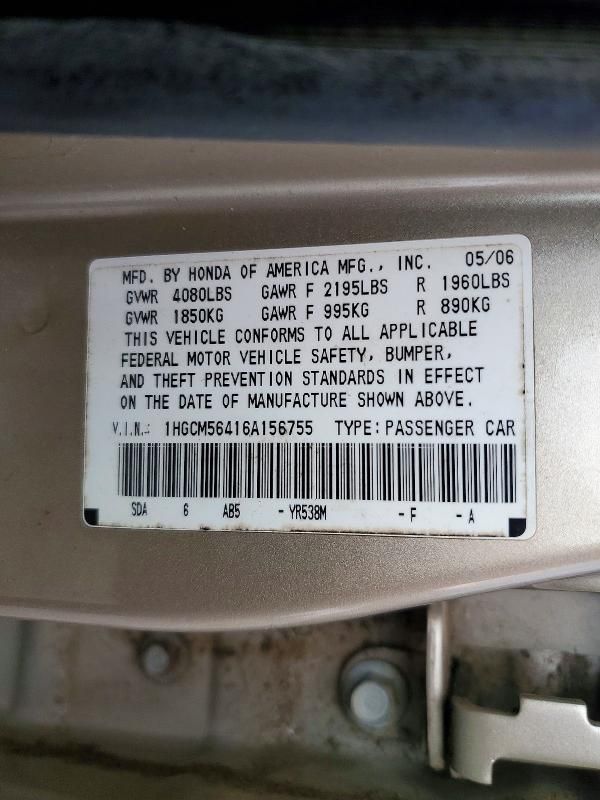 MFD. BY HONDA OF AMERICA MFG., INC. 05/06
GVWR 4080LBS GAWR F 2195LBS R 1960LBS
GVWR 1850KG GAWR F 995KG R 890KG
THIS VEHICLE CONFORMS TO ALL APPLICABLE
FEDERAL MOTOR VEHICLE SAFETY, BUMPER,
AND THEFT PREVENTION STANDARDS IN EFFECT
ON THE DATE OF MANUFACTURE SHOWN ABOVE.
V.I.N.: 1HGCM56416A156755 TYPE: PASSENGER CAR
SDA 6 AB5 -YR538M -F -A